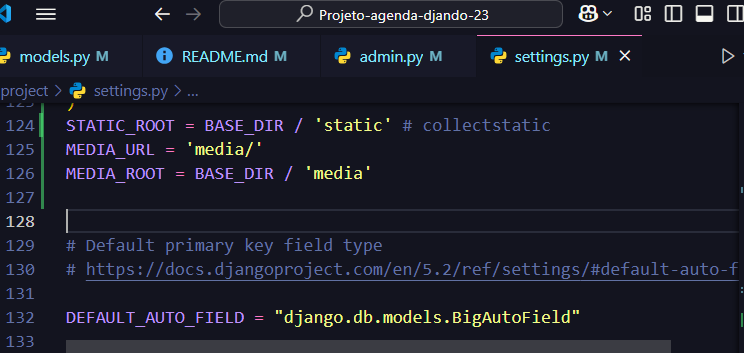 Projeto-agenda-djando-23
models.py M README.md M admin.py M settings.py M
project > settings.py > ...
123 )
124 STATIC_ROOT = BASE_DIR / 'static' # collectstatic
125 MEDIA_URL = 'media/'
126 MEDIA_ROOT = BASE_DIR / 'media'
127
128
129 # Default primary key field type
130 # https://docs.djangoproject.com/en/5.2/ref/settings/#default-auto-f
131
132 DEFAULT_AUTO_FIELD = "django.db.models.BigAutoField"
133